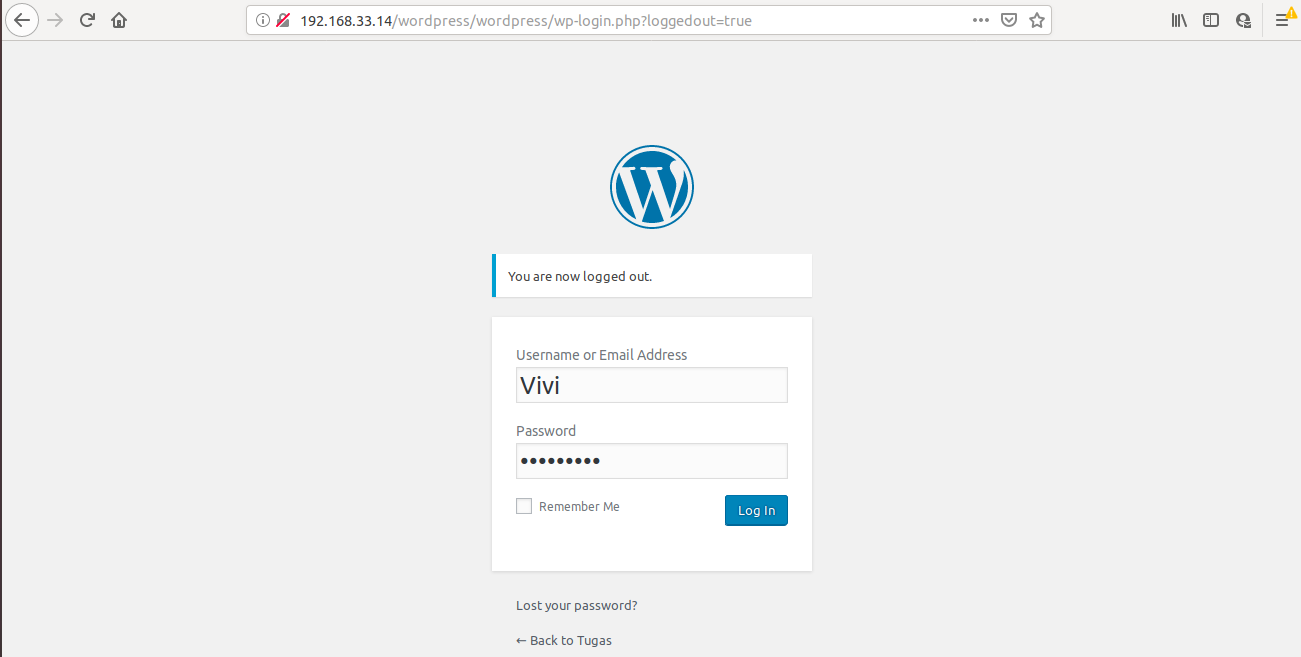 192.168.33.14/wordpress/wordpress/wp-login.php?loggedout=true
You are now logged out.
Username or Email Address
Vivi
Password
•••••••••
Remember Me
Log In
Lost your password?
← Back to Tugas